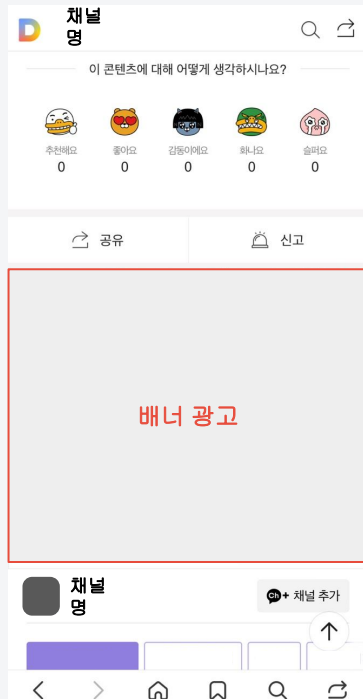 채널
명
이 콘텐츠에 대해 어떻게 생각하시나요?
추천해요 좋아요 감동이에요 화나요 슬퍼요
0 0 0 0 0
공유 신고
배너 광고
채널
명
Ch+ 채널 추가